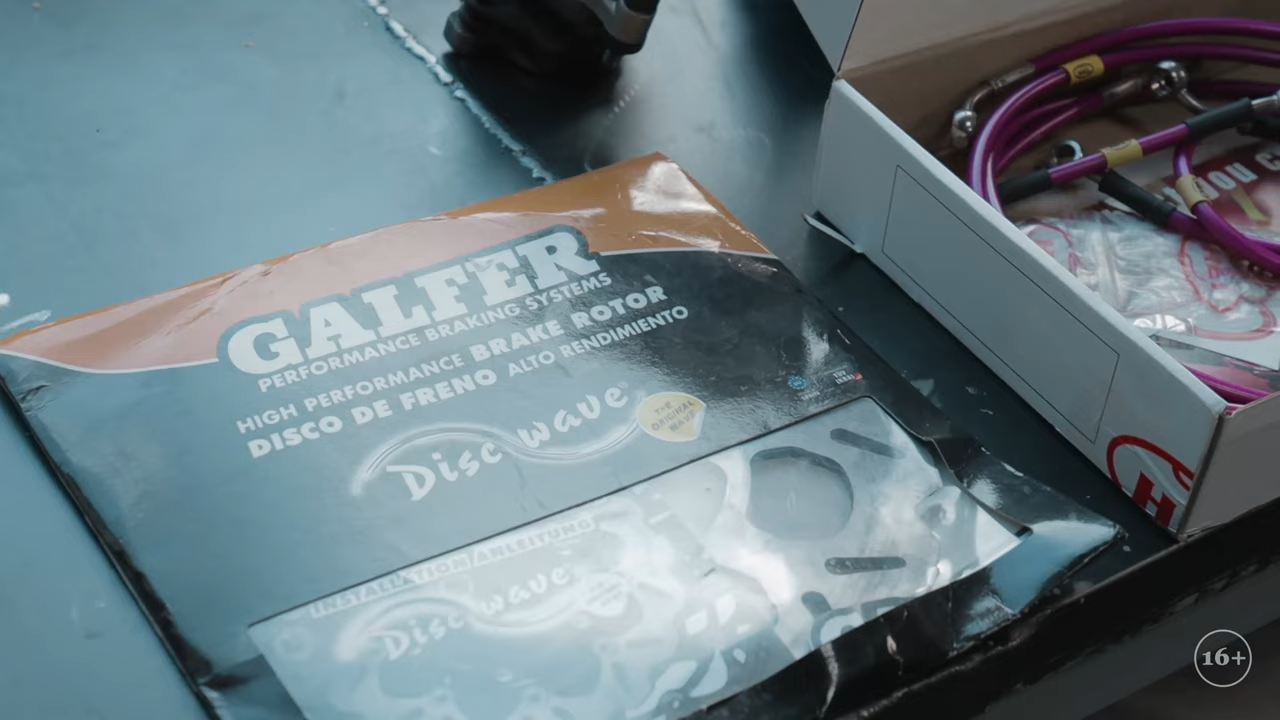 GALFER
PERFORMANCE BRAKING SYSTEMS
HIGH PERFORMANCE BRAKE ROTOR
DISCO DE FRENO ALTO RENDIMIENTO
Disc wave
THE
ORIGINAL
WAVE
INSTALLATION ANLEITUNG
Disc wave
H
16+